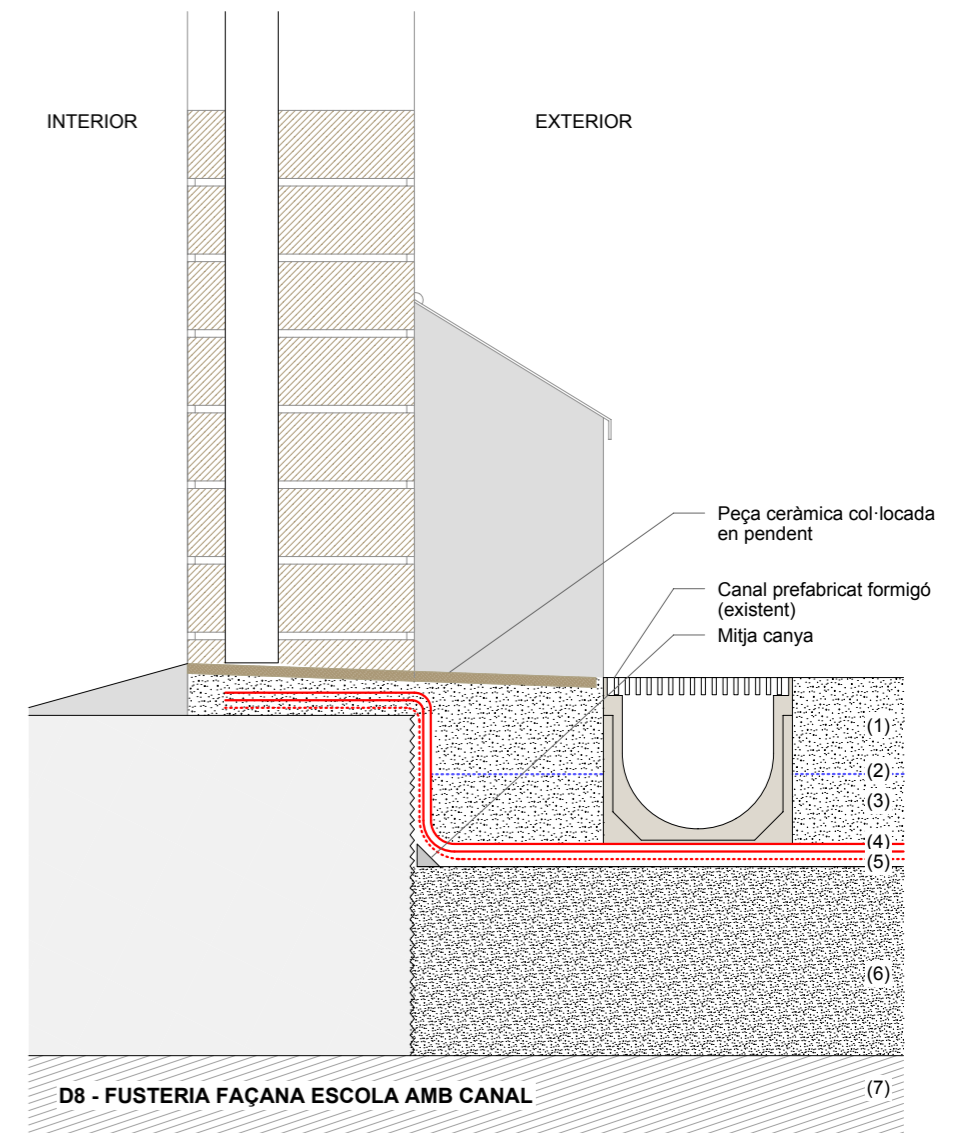 INTERIOR
EXTERIOR
Peça ceràmica col·locada
en pendent
Canal prefabricat formigó
(existent)
Mitja canya
(1)
(2)
(3)
(4)
(5)
(6)
(7)
D8 - FUSTERIA FAÇANA ESCOLA AMB CANAL